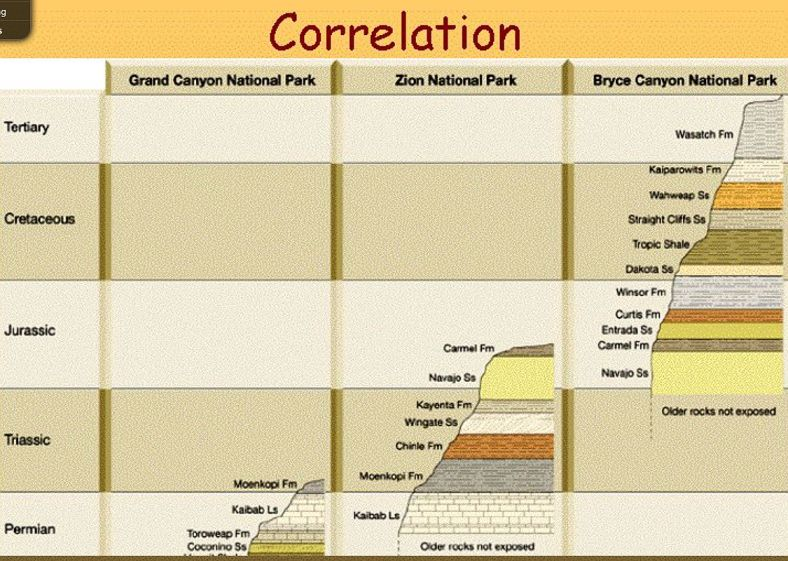 Correlation
Grand Canyon National Park
Zion National Park
Bryce Canyon National Park
Tertiary
Wasatch Fm
Kaiparowits Fm
Wahweap Ss
Cretaceous
Straight Cliffs Ss
Tropic Shale
Dakota Ss
Winsor Fm
Curtis Fm
Jurassic
Entrada Ss
Carmel Fm
Carmel Fm
Navajo Ss
Navajo Ss
Kayenta Fm
Older rocks not exposed
Wingate Ss
Triassic
Chinle Fm
Moenkopi Fm
Moenkopi Fm
Kaibab Ls
Kaibab Ls
Permian
Toroweap Fm
Coconino Ss
Older rocks not exposed